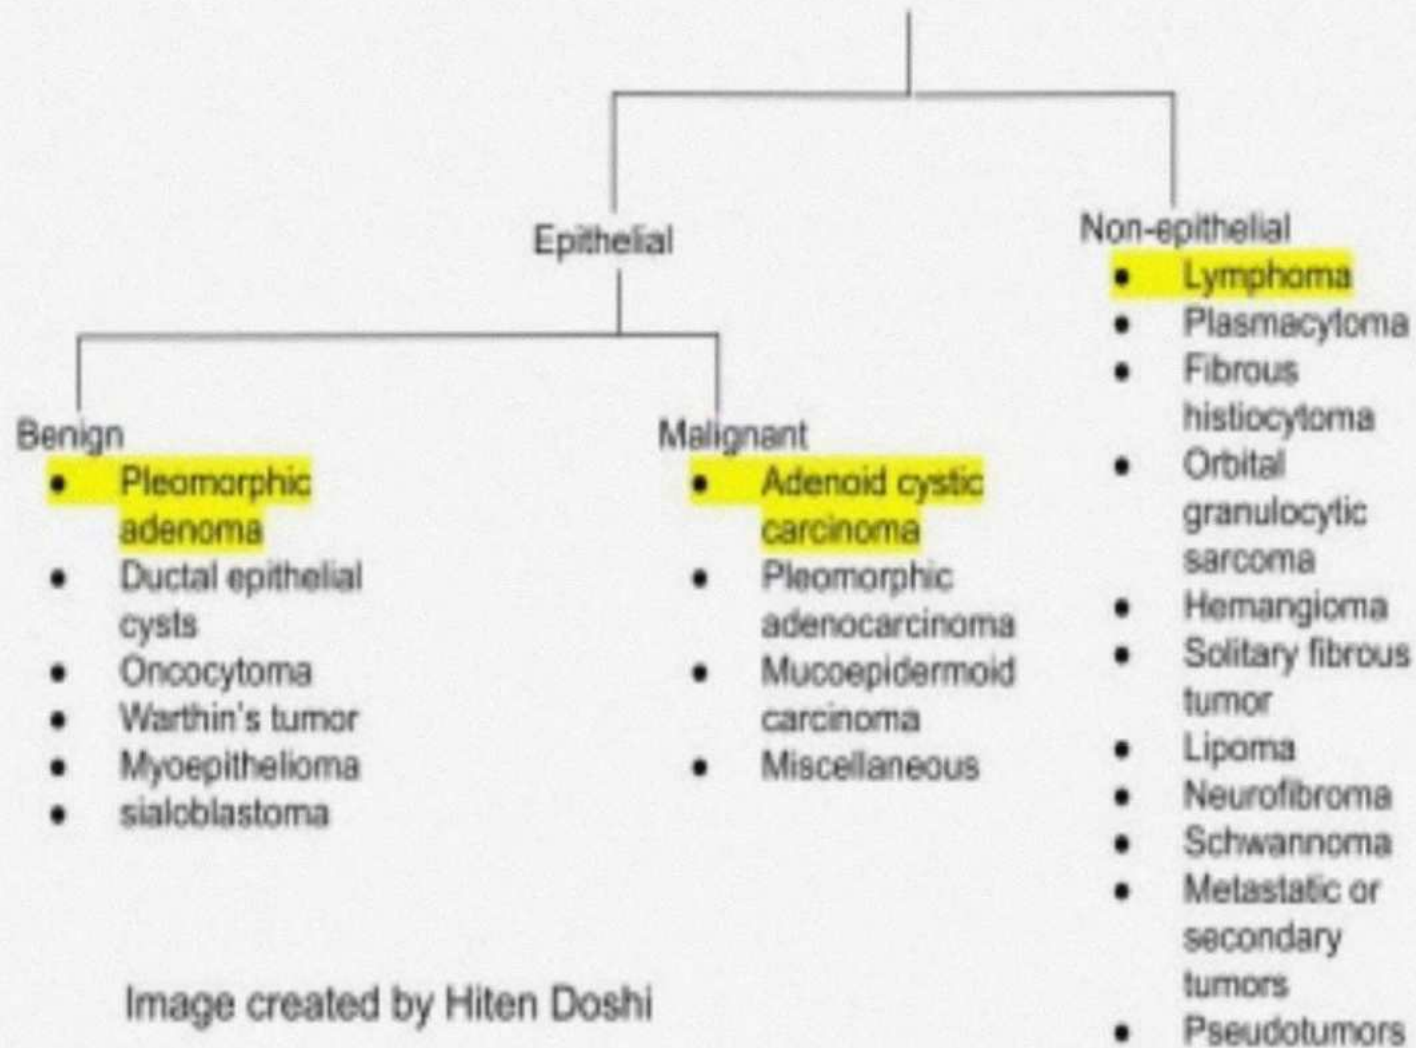 Epithelial
Non-epithelial
• Lymphoma
• Plasmacytoma
• Fibrous
histiocytoma
• Orbital
granulocytic
sarcoma
• Hemangioma
• Solitary fibrous
tumor
• Lipoma
• Neurofibroma
• Schwannoma
• Metastatic or
secondary
tumors
• Pseudotumors
Benign
• Pleomorphic
adenoma
• Ductal epithelial
cysts
• Oncocytoma
• Warthin's tumor
• Myoepithelioma
• sialoblastoma
Malignant
• Adenoid cystic
carcinoma
• Pleomorphic
adenocarcinoma
• Mucoepidermoid
carcinoma
• Miscellaneous
Image created by Hiten Doshi